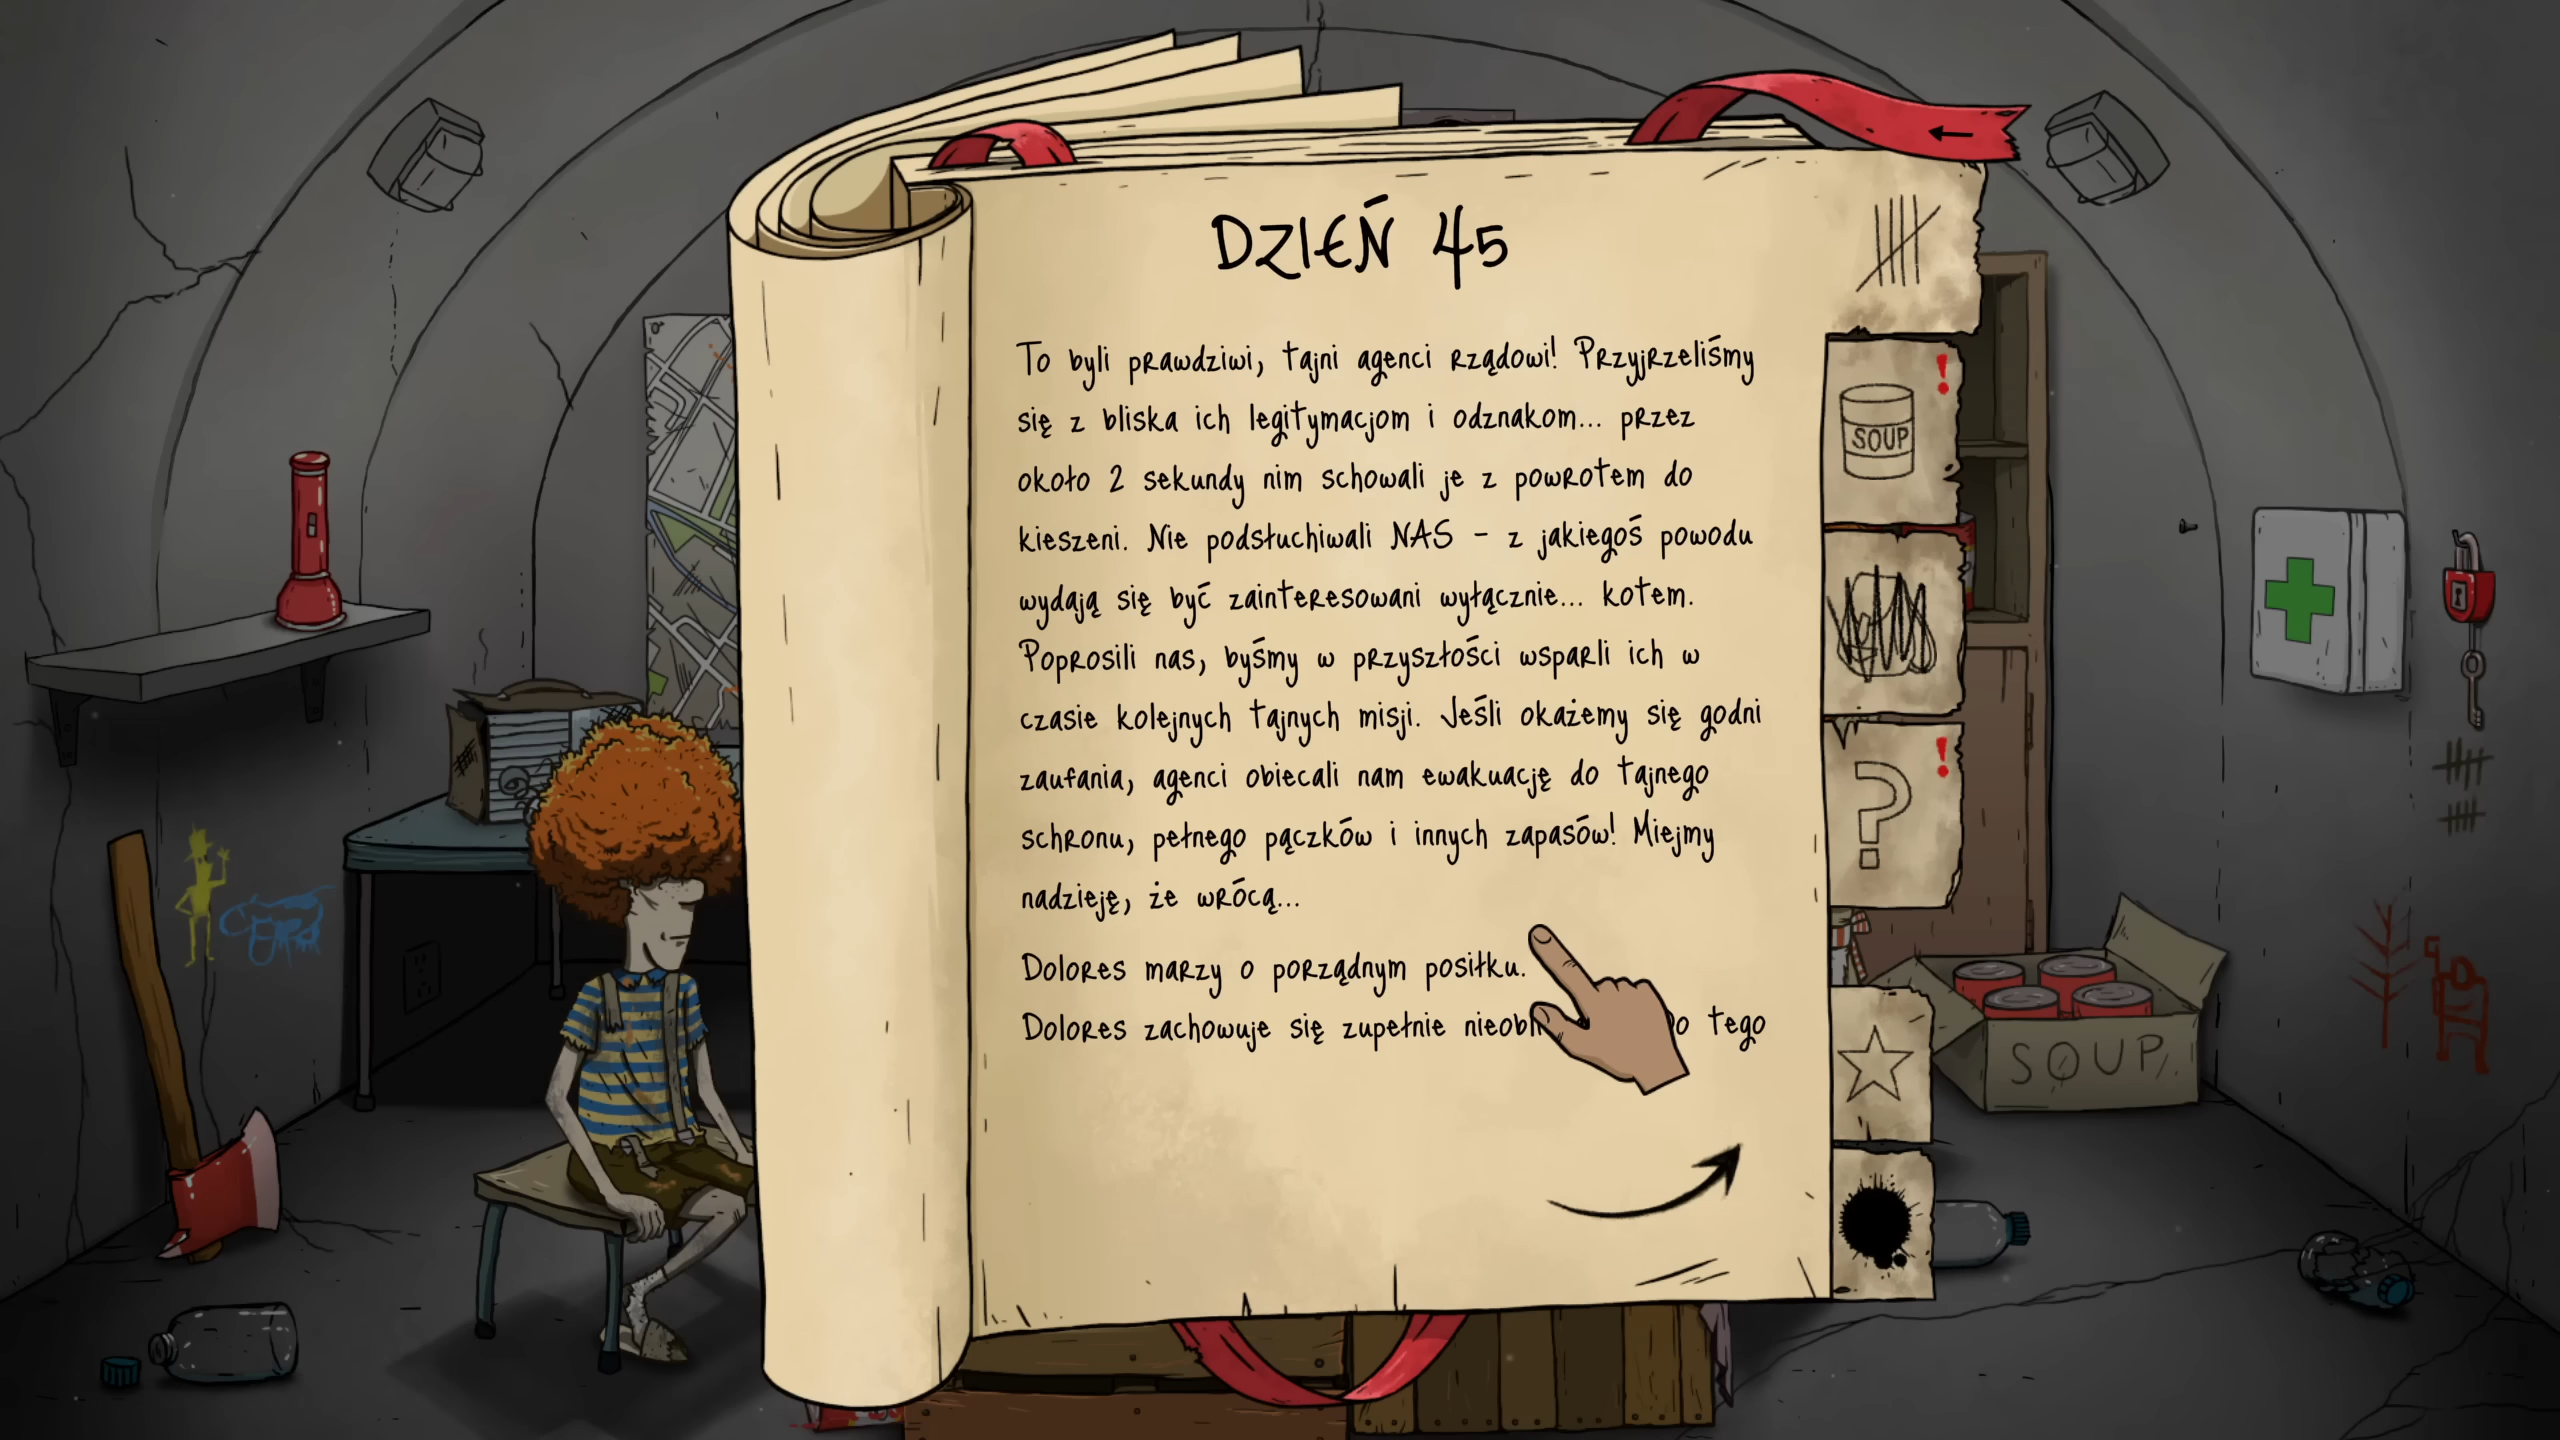 DZIEŃ 45
To byli prawdziwi, tajni agenci rządowi! Przyjrzeliśmy
się z bliska ich legitymacjom i odznakom... przez
około 2 sekundy nim schowali je z powrotem do
kieszeni. Nie podsłuchiwali NAS - z jakiegoś powodu
wydają się być zainteresowani wyłącznie... kotem.
Poprosili nas, byśmy w przyszłości wsparli ich w
czasie kolejnych tajnych misji. Jeśli okażemy się godni
zaufania, agenci obiecali nam ewakuację do tajnego
schronu, pełnego pączków i innych zapasów! Miejmy
nadzieję, że wrócą...
Dolores marzy o porządnym posiłku.
Dolores zachowuje się zupełnie tego
SOUP
!
!
?
SOUP